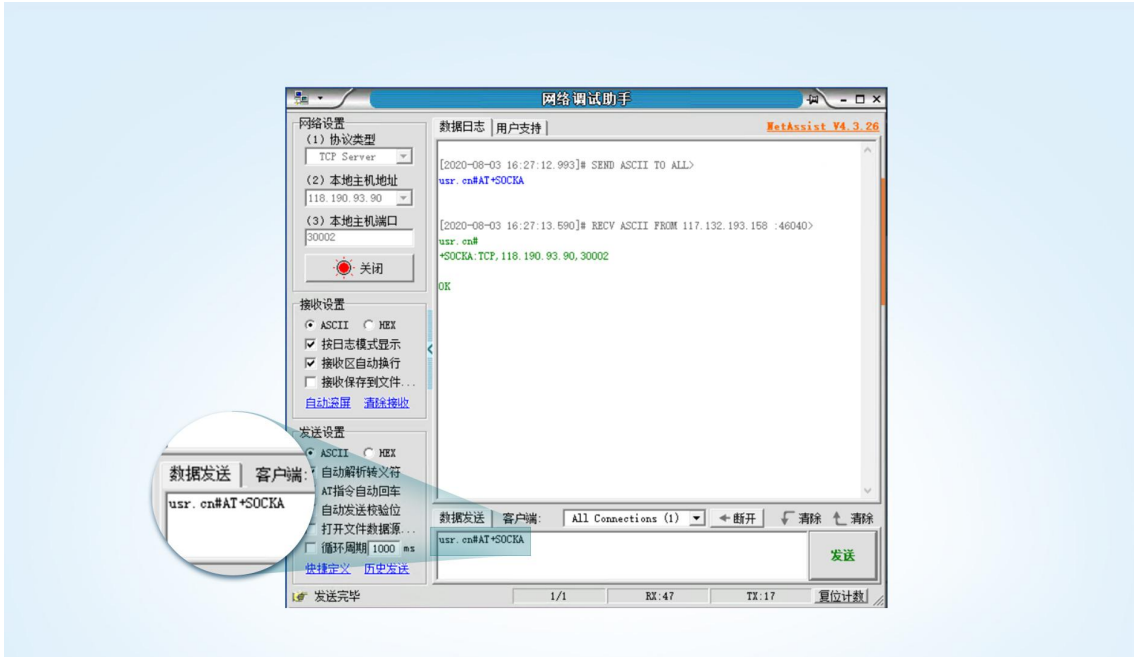 网络调试助手
网络设置
(1) 协议类型
TCP Server
(2) 本地主机地址
118.190.93.90
(3) 本地主机端口
30002
关闭
接收设置
ASCII HEX
按日志模式显示
接收区自动换行
接收保存到文件...
自动滚屏 清除接收
发送设置
ASCII HEX
自动解析转义符
AT指令自动回车
自动发送校验位
打开文件数据源...
循环周期 1000 ms
快捷定义 历史发送
数据发送 客户端:
usr.cn#AT+SOCKA
数据日志 用户支持
NetAssist V4.3.26
[2020-08-03 16:27:12.993]# SEND ASCII TO ALL>
usr.cn#AT+SOCKA
[2020-08-03 16:27:13.590]# RECV ASCII FROM 117.132.193.158 :46040>
usr.cn#
+SOCKA:TCP,118.190.93.90,30002
OK
数据发送 客户端: All Connections (1) 断开 清除 清除
usr.cn#AT+SOCKA
发送
发送完毕 1/1 RX:47 TX:17 复位计数